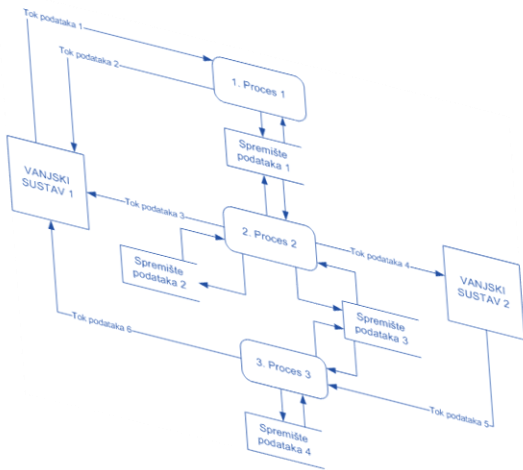 Tok podataka 1
Tok podataka 2
1. Proces 1
Spremište
podataka 1
VANJSKI
SUSTAV 1
Tok podataka 3
2. Proces 2
Tok podataka 4
VANJSKI
SUSTAV 2
Spremište
podataka 2
Spremište
podataka 3
Tok podataka 6
3. Proces 3
Tok podataka 5
Spremište
podataka 4